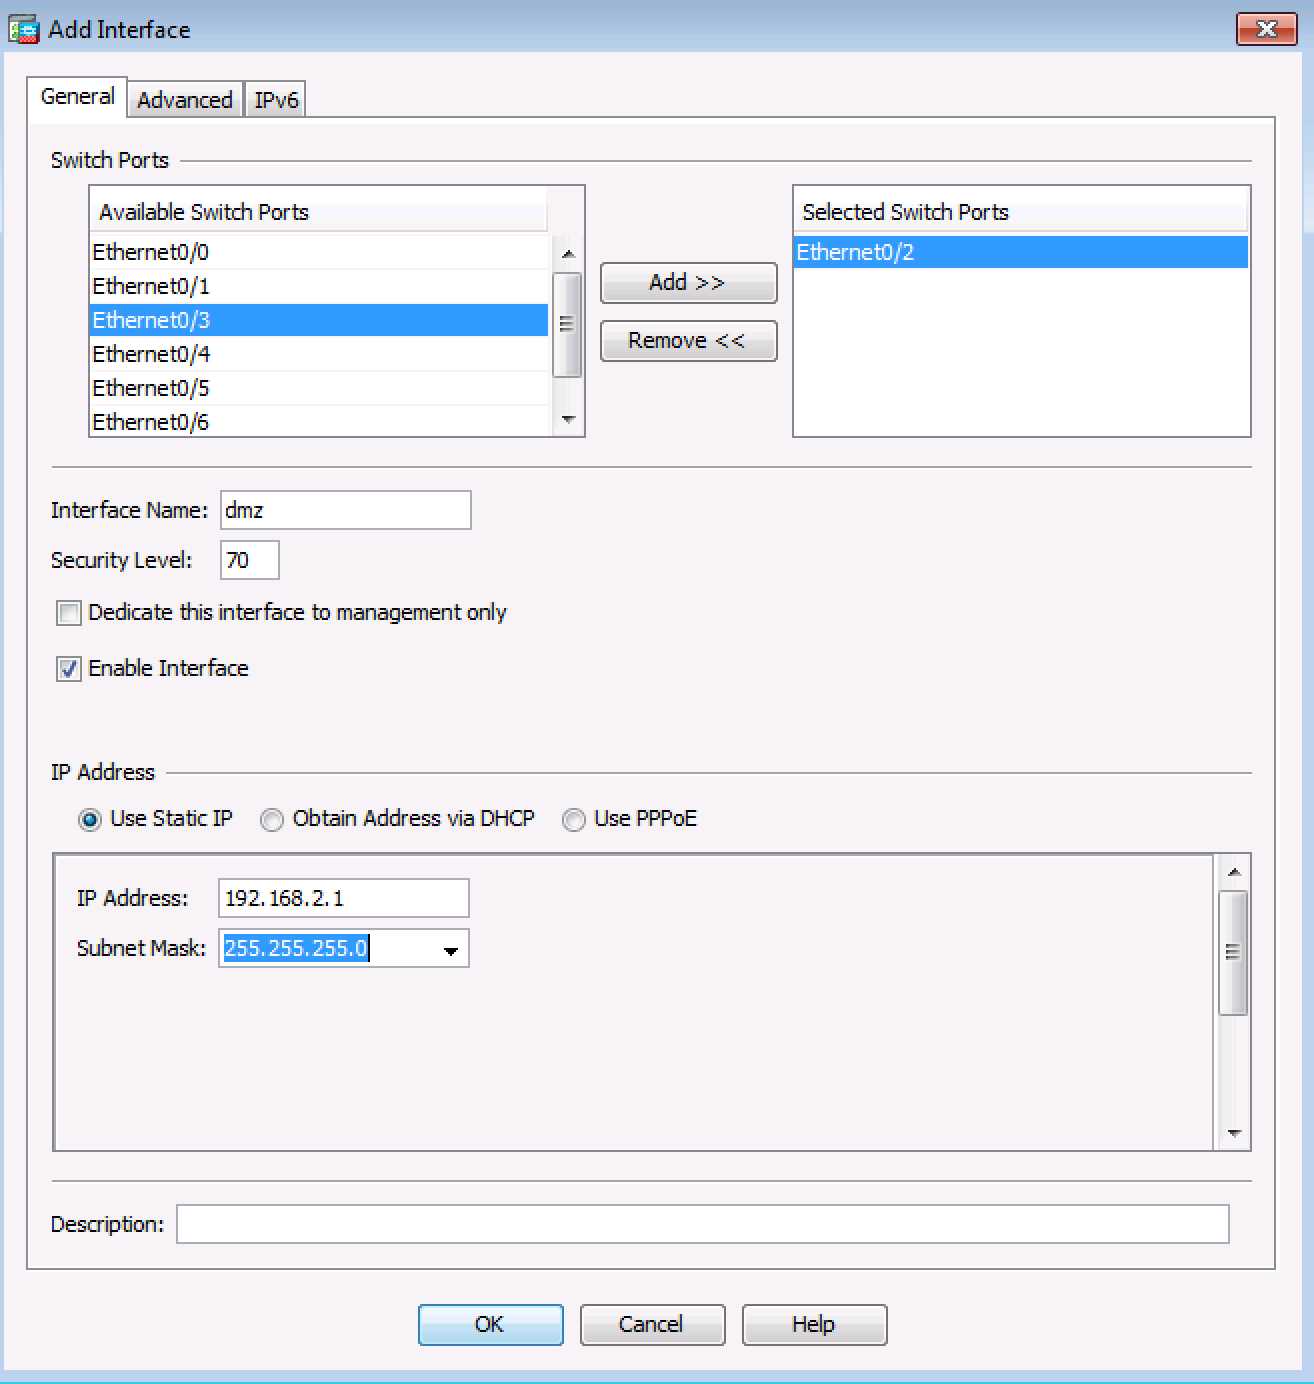 Add Interface
General Advanced IPv6
Switch Ports
Available Switch Ports
Ethernet0/0
Ethernet0/1
Ethernet0/3
Ethernet0/4
Ethernet0/5
Ethernet0/6
Add >>
Remove <<
Selected Switch Ports
Ethernet0/2
Interface Name: dmz
Security Level: 70
Dedicate this interface to management only
Enable Interface
IP Address
Use Static IP Obtain Address via DHCP Use PPPoE
IP Address: 192.168.2.1
Subnet Mask: 255.255.255.0
Description:
OK Cancel Help